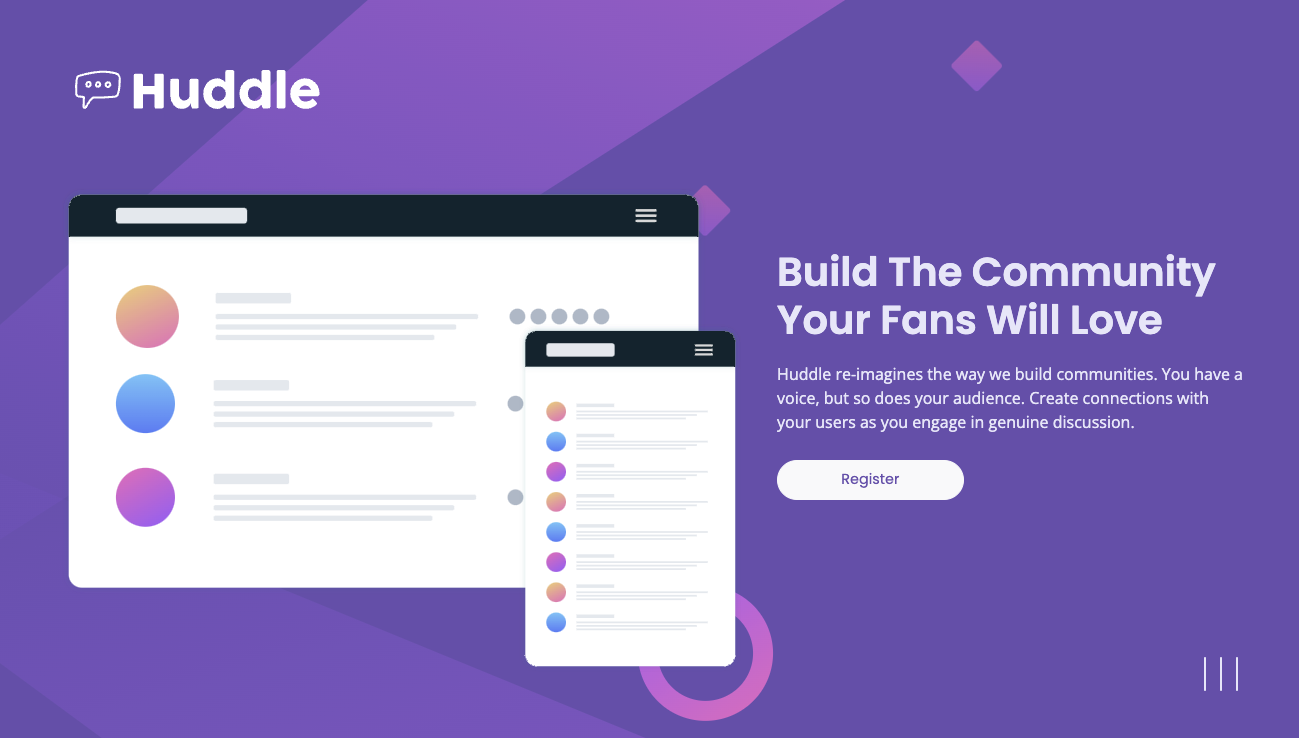 Huddle
Build The Community
Your Fans Will Love
Huddle re-imagines the way we build communities. You have a
voice, but so does your audience. Create connections with
your users as you engage in genuine discussion.
Register